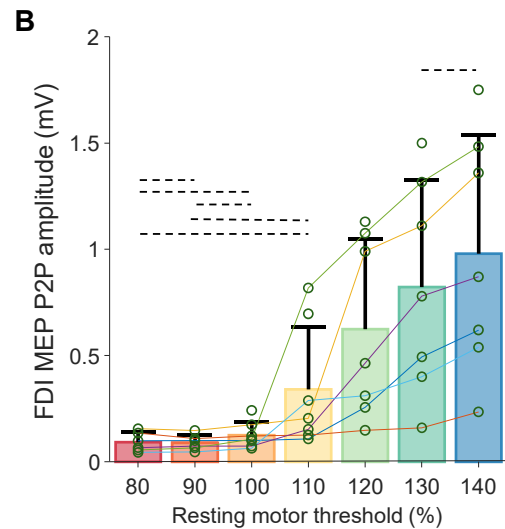 B
FDI MEP P2P amplitude (mV)
2
1.5
1
0.5
0
80 90 100 110 120 130 140
Resting motor threshold (%)